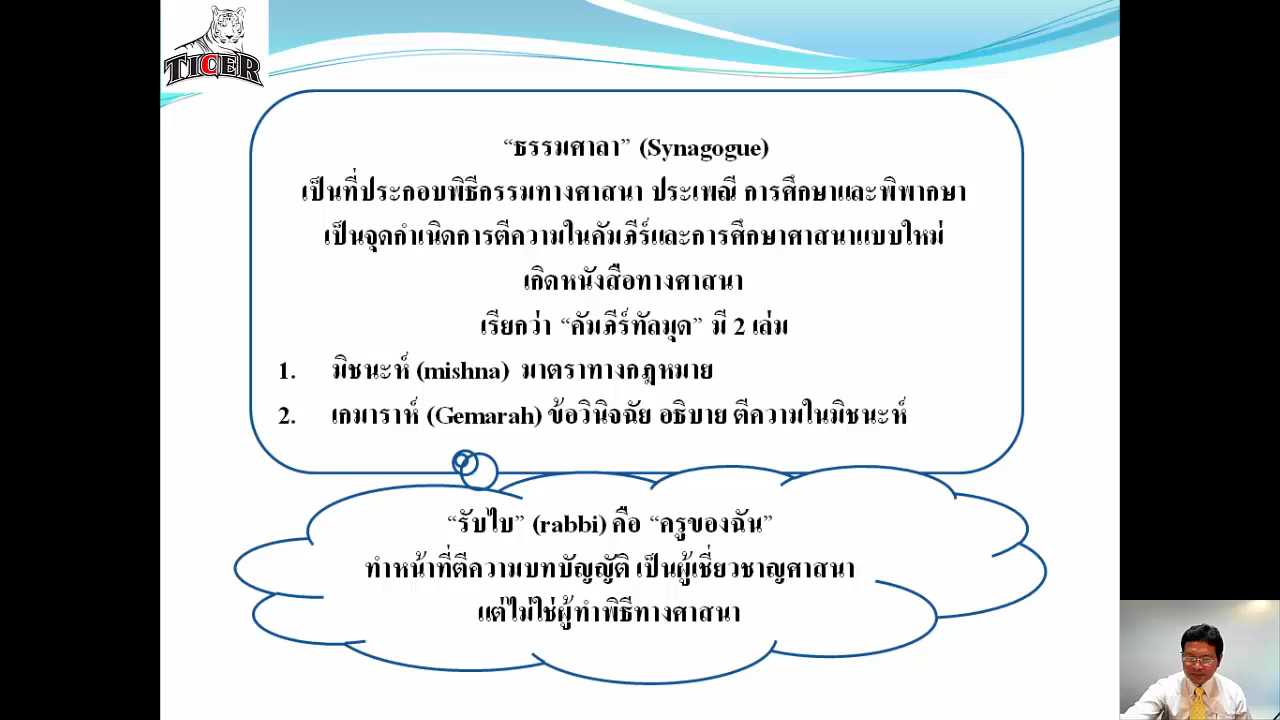 TICER
“ธรรมศาลา” (Synagogue)
เป็นที่ประกอบพิธีกรรมทางศาสนา ประเพณี การศึกษาและพิพากษา
เป็นจุดกำเนิดการตีความในคัมภีร์และการศึกษาศาสนาแบบใหม่
เกิดหนังสือทางศาสนา
เรียกว่า “คัมภีร์ทัลมุด” มี 2 เล่ม
1. มิชนะห์ (mishna) มาตราทางกฎหมาย
2. เกมาราห์ (Gemarah) ข้อวินิจฉัย อธิบาย ตีความในมิชนะห์
“รับไบ” (rabbi) คือ “ครูของฉัน”
ทำหน้าที่ตีความบทบัญญัติ เป็นผู้เชี่ยวชาญศาสนา
แต่ไม่ใช่ผู้ทำพิธีทางศาสนา